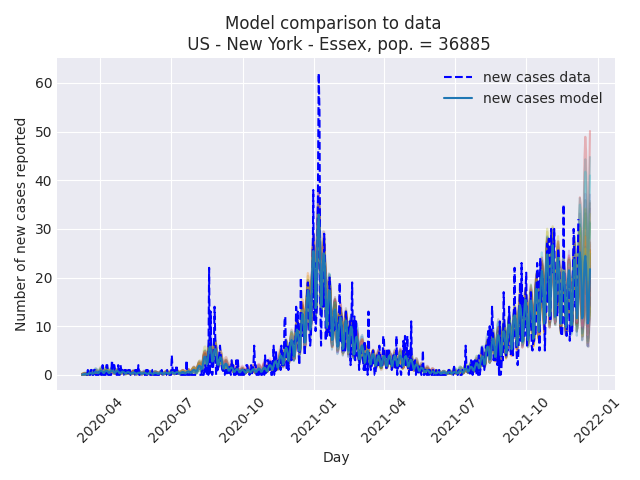 Model comparison to data
US - New York - Essex, pop. = 36885
new cases data
new cases model
Number of new cases reported
60
50
40
30
20
10
0
2020-04
2020-07
2020-10
2021-01
2021-04
2021-07
2021-10
2022-01
Day